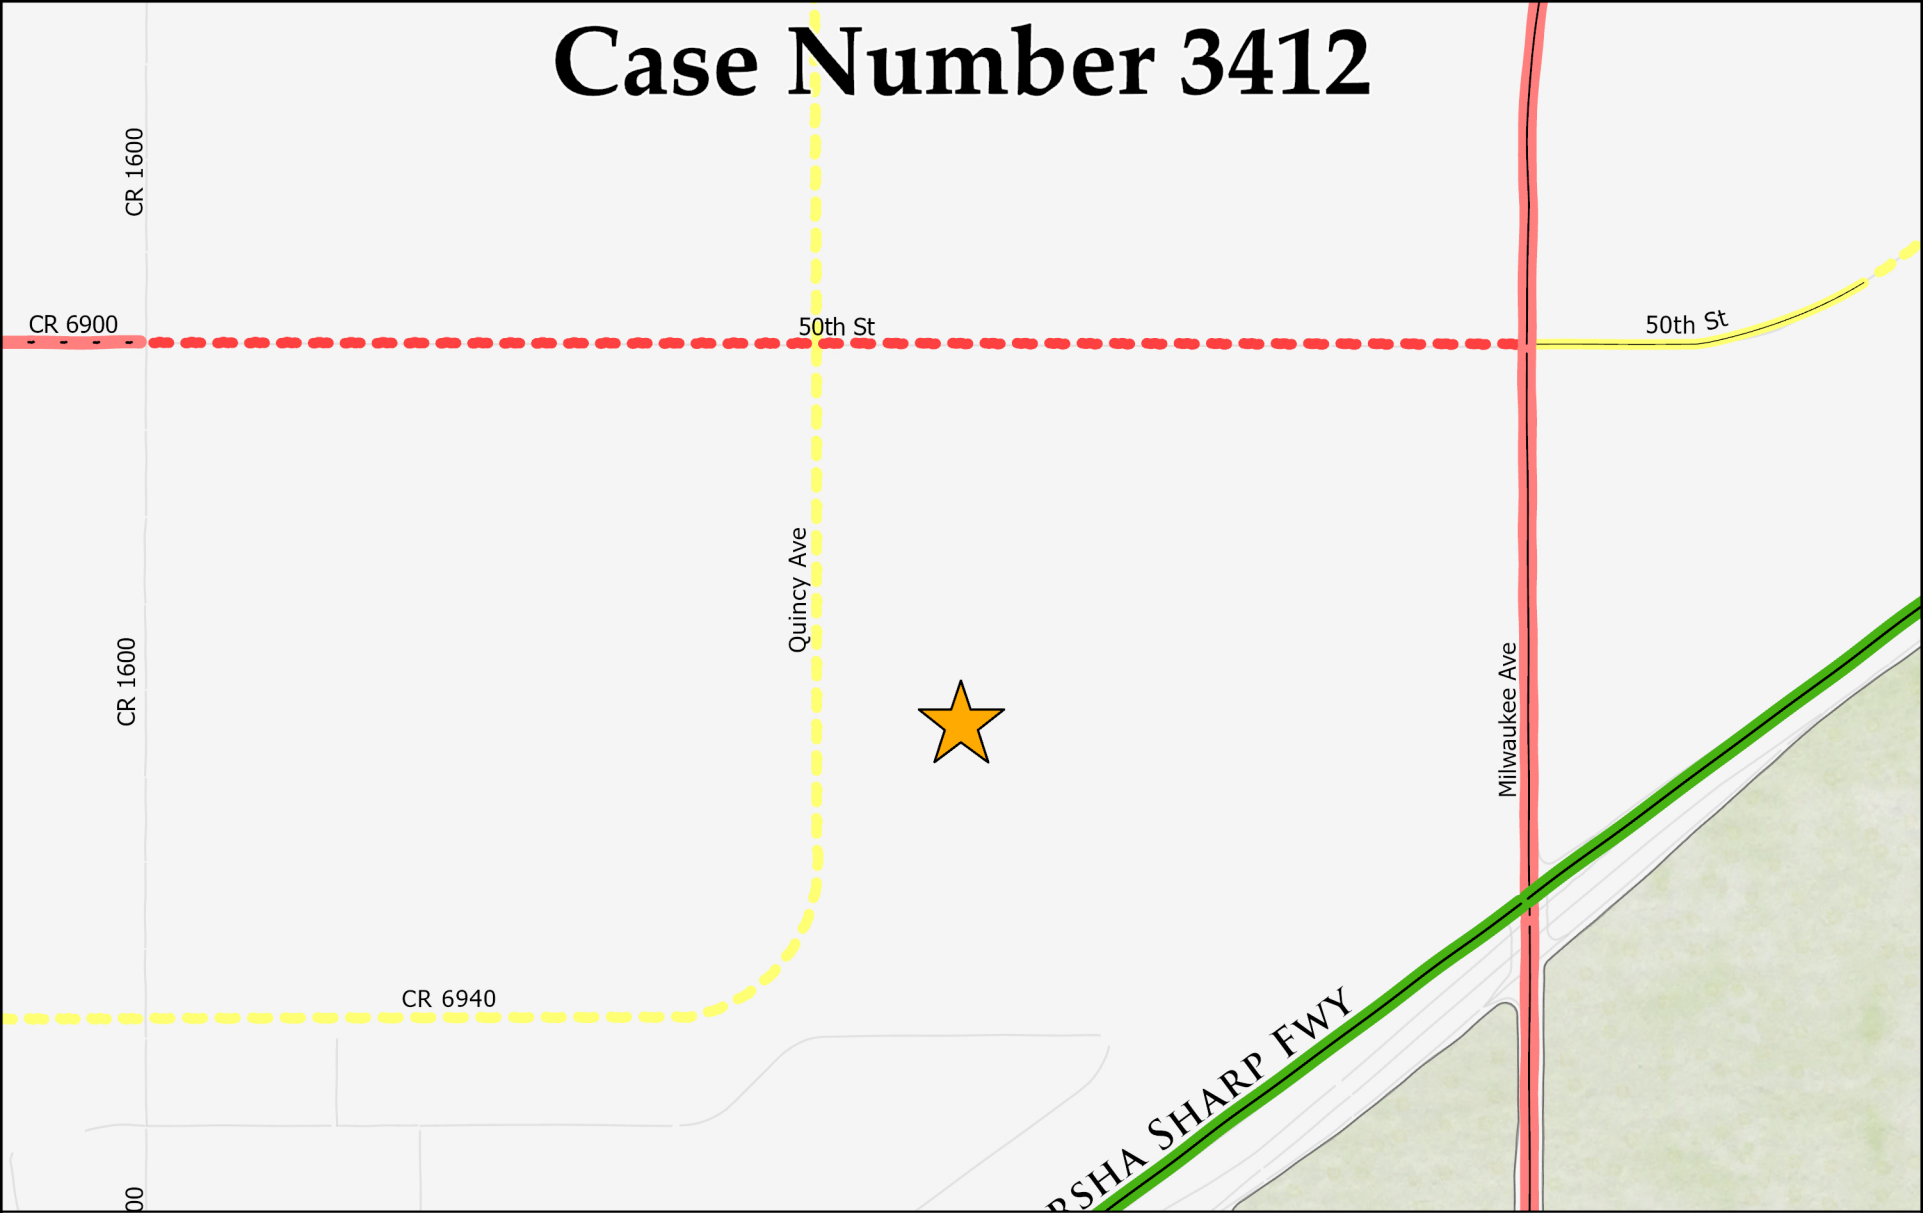 Case Number 3412
CR 1600
CR 6900
50th St
50th St
Quincy Ave
CR 1600
Milwaukee Ave
CR 6940
RSHA SHARP FWY
00